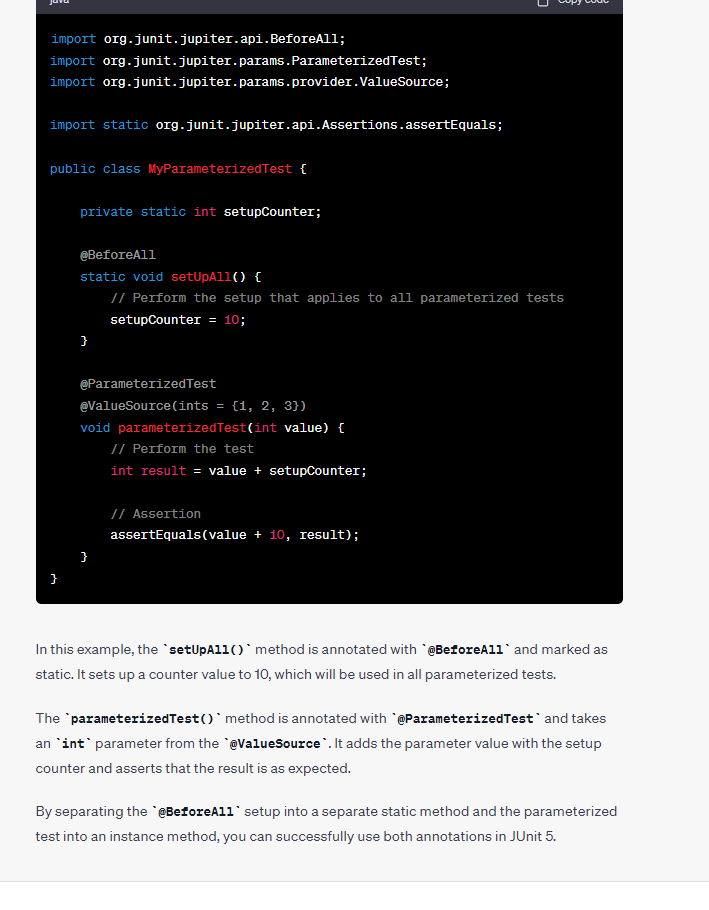 java Copy code
import org.junit.jupiter.api.BeforeAll;
import org.junit.jupiter.params.ParameterizedTest;
import org.junit.jupiter.params.provider.ValueSource;
import static org.junit.jupiter.api.Assertions.assertEquals;
public class MyParameterizedTest {
private static int setupCounter;
@BeforeAll
static void setUpAll() {
// Perform the setup that applies to all parameterized tests
setupCounter = 10;
}
@ParameterizedTest
@ValueSource(ints = {1, 2, 3})
void parameterizedTest(int value) {
// Perform the test
int result = value + setupCounter;
// Assertion
assertEquals(value + 10, result);
}
}
In this example, the `setUpAll()` method is annotated with `@BeforeAll` and marked as
static. It sets up a counter value to 10, which will be used in all parameterized tests.
The `parameterizedTest()` method is annotated with `@ParameterizedTest` and takes
an `int` parameter from the `@ValueSource`. It adds the parameter value with the setup
counter and asserts that the result is as expected.
By separating the `@BeforeAll` setup into a separate static method and the parameterized
test into an instance method, you can successfully use both annotations in JUnit 5.